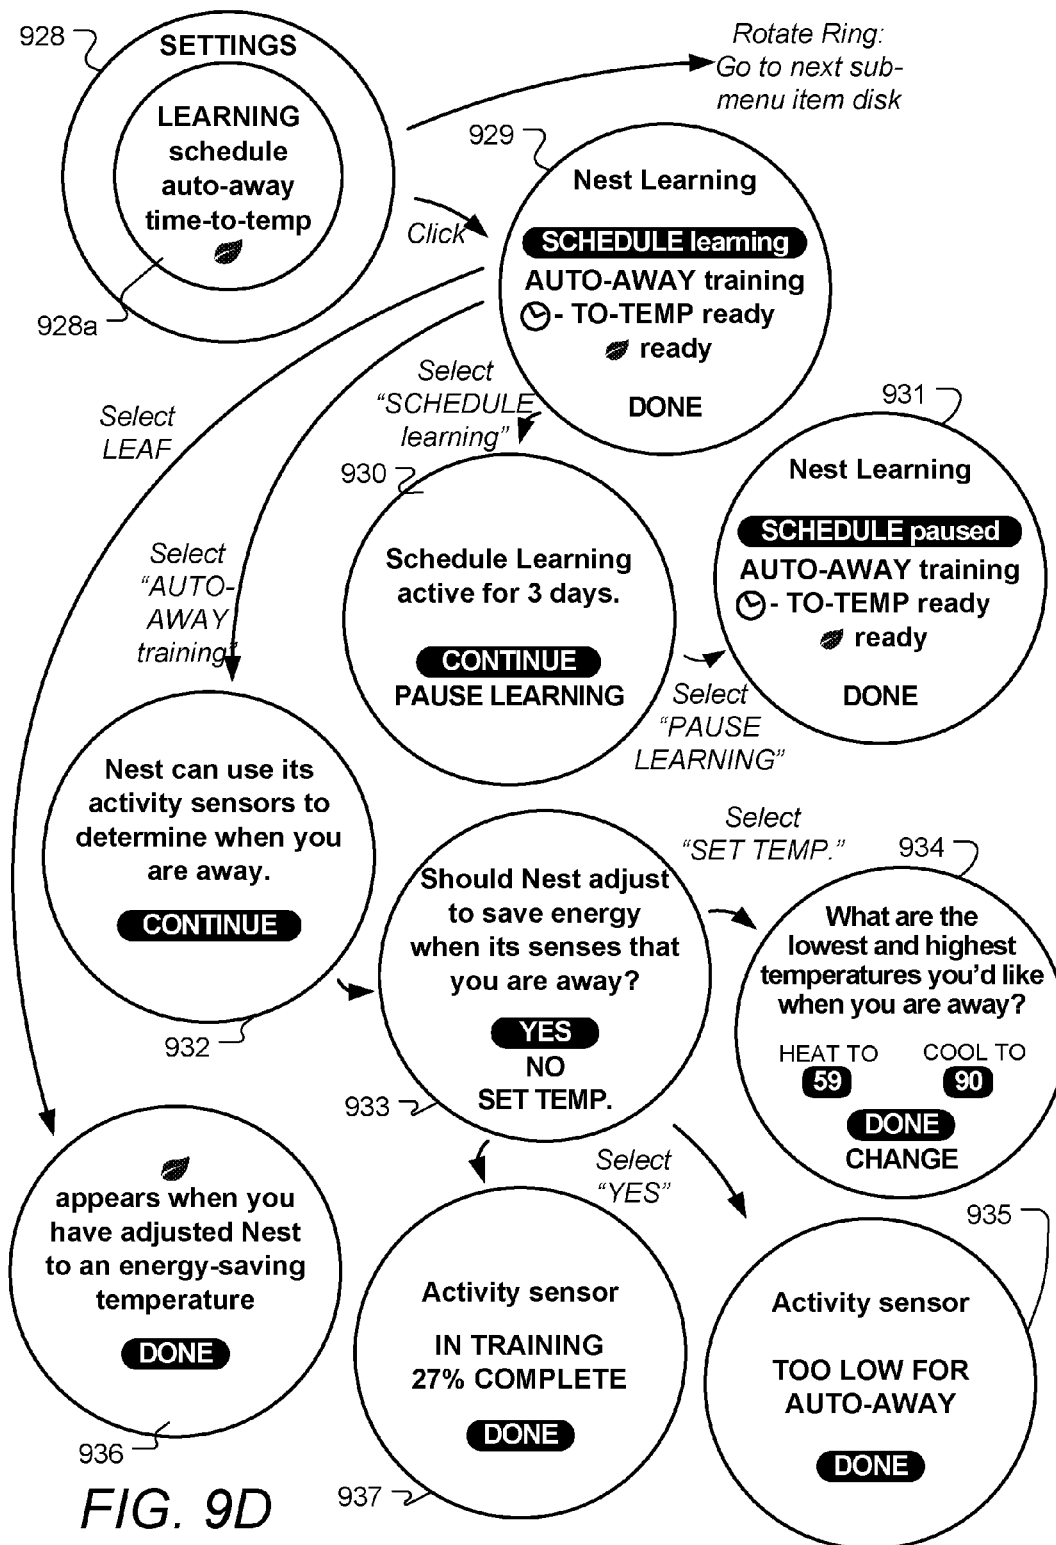 928
SETTINGS
LEARNING
schedule
auto-away
time-to-temp
928a
Rotate Ring:
Go to next sub-
menu item disk
Click
929
Nest Learning
SCHEDULE learning
AUTO-AWAY training
- TO-TEMP ready
ready
DONE
Select
LEAF
Select
"AUTO-
AWAY
training"
Select
"SCHEDULE
learning"
930
Schedule Learning
active for 3 days.
CONTINUE
PAUSE LEARNING
Select
"PAUSE
LEARNING"
931
Nest Learning
SCHEDULE paused
AUTO-AWAY training
- TO-TEMP ready
ready
DONE
Nest can use its
activity sensors to
determine when you
are away.
CONTINUE
932
Should Nest adjust
to save energy
when its senses that
you are away?
YES
NO
SET TEMP.
933
Select
"SET TEMP."
934
What are the
lowest and highest
temperatures you'd like
when you are away?
HEAT TO
59
COOL TO
90
DONE
CHANGE
Select
"YES"
935
Activity sensor
TOO LOW FOR
AUTO-AWAY
DONE
appears when you
have adjusted Nest
to an energy-saving
temperature
DONE
936
Activity sensor
IN TRAINING
27% COMPLETE
DONE
937
FIG. 9D